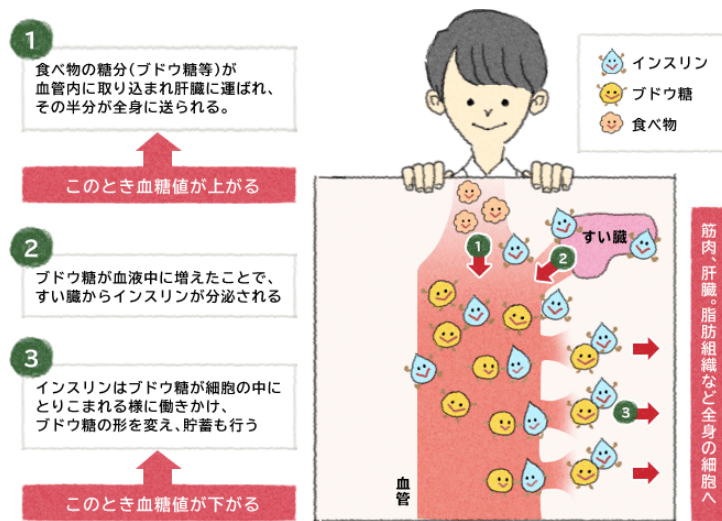 1
食べ物の糖分(ブドウ糖等)が
血管内に取り込まれ肝臓に運ばれ、
その半分が全身に送られる。
このとき血糖値が上がる
2
ブドウ糖が血液中に増えたことで、
すい臓からインスリンが分泌される
3
インスリンはブドウ糖が細胞の中に
とりこまれる様に働きかけ、
ブドウ糖の形を変え、貯蓄も行う
このとき血糖値が下がる
インスリン
ブドウ糖
食べ物
すい臓
1
2
3
血管
筋肉、肝臓。脂肪組織など全身の細胞へ